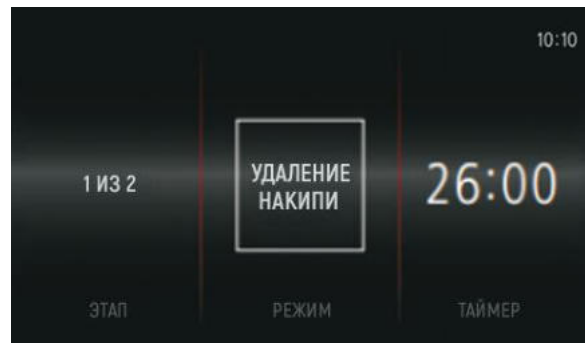 10:10
1 ИЗ 2
УДАЛЕНИЕ
НАКИПИ
26:00
ЭТАП
РЕЖИМ
ТАЙМЕР